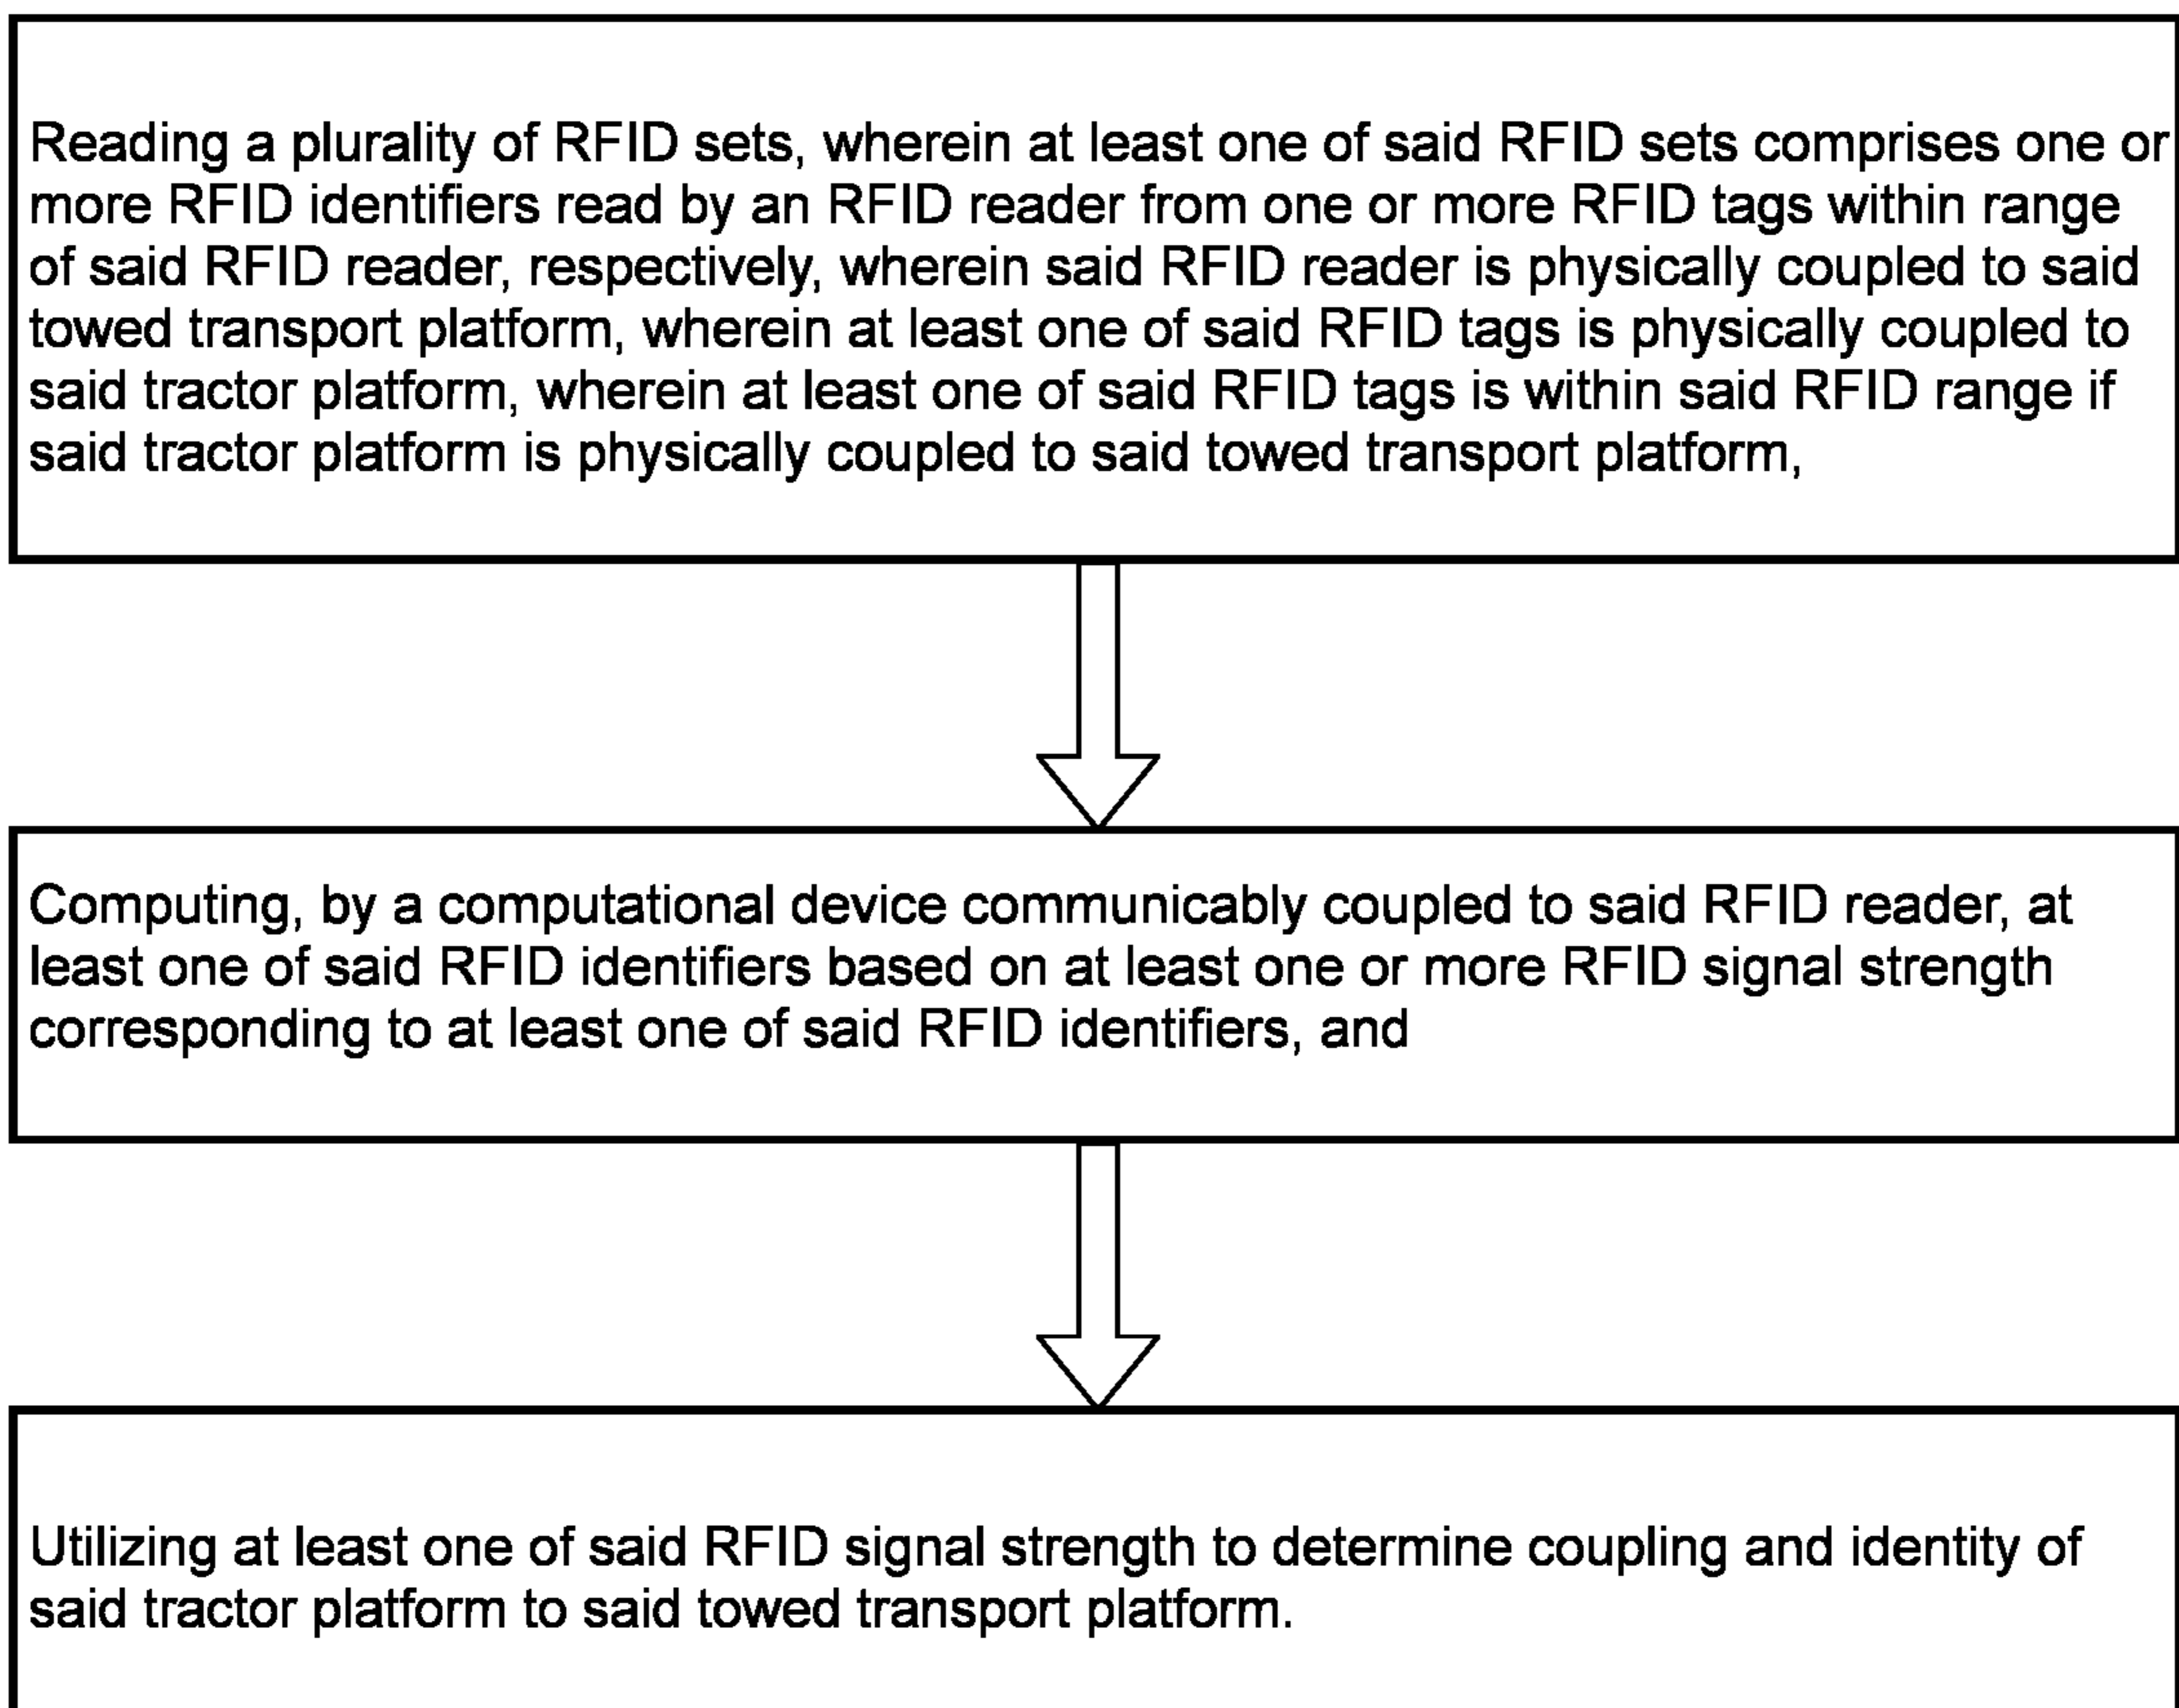 Reading a plurality of RFID sets, wherein at least one of said RFID sets comprises one or
more RFID identifiers read by an RFID reader from one or more RFID tags within range
of said RFID reader, respectively, wherein said RFID reader is physically coupled to said
towed transport platform, wherein at least one of said RFID tags is physically coupled to
said tractor platform, wherein at least one of said RFID tags is within said RFID range if
said tractor platform is physically coupled to said towed transport platform,
Computing, by a computational device communicably coupled to said RFID reader, at
least one of said RFID identifiers based on at least one or more RFID signal strength
corresponding to at least one of said RFID identifiers, and
Utilizing at least one of said RFID signal strength to determine coupling and identity of
said tractor platform to said towed transport platform.